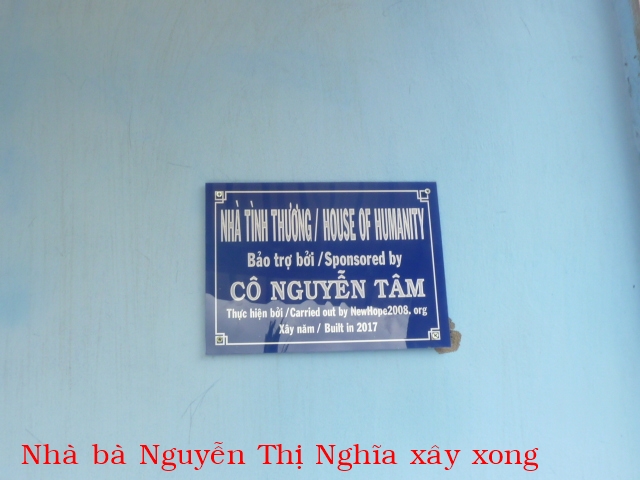 NHÀ TÌNH THƯƠNG / HOUSE OF HUMANITY
Bảo trợ bởi / Sponsored by
CÔ NGUYỄN TÂM
Thực hiện bởi / Carried out by NewHope2008. org
Xây năm / Built in 2017
Nhà bà Nguyễn Thị Nghĩa xây xong